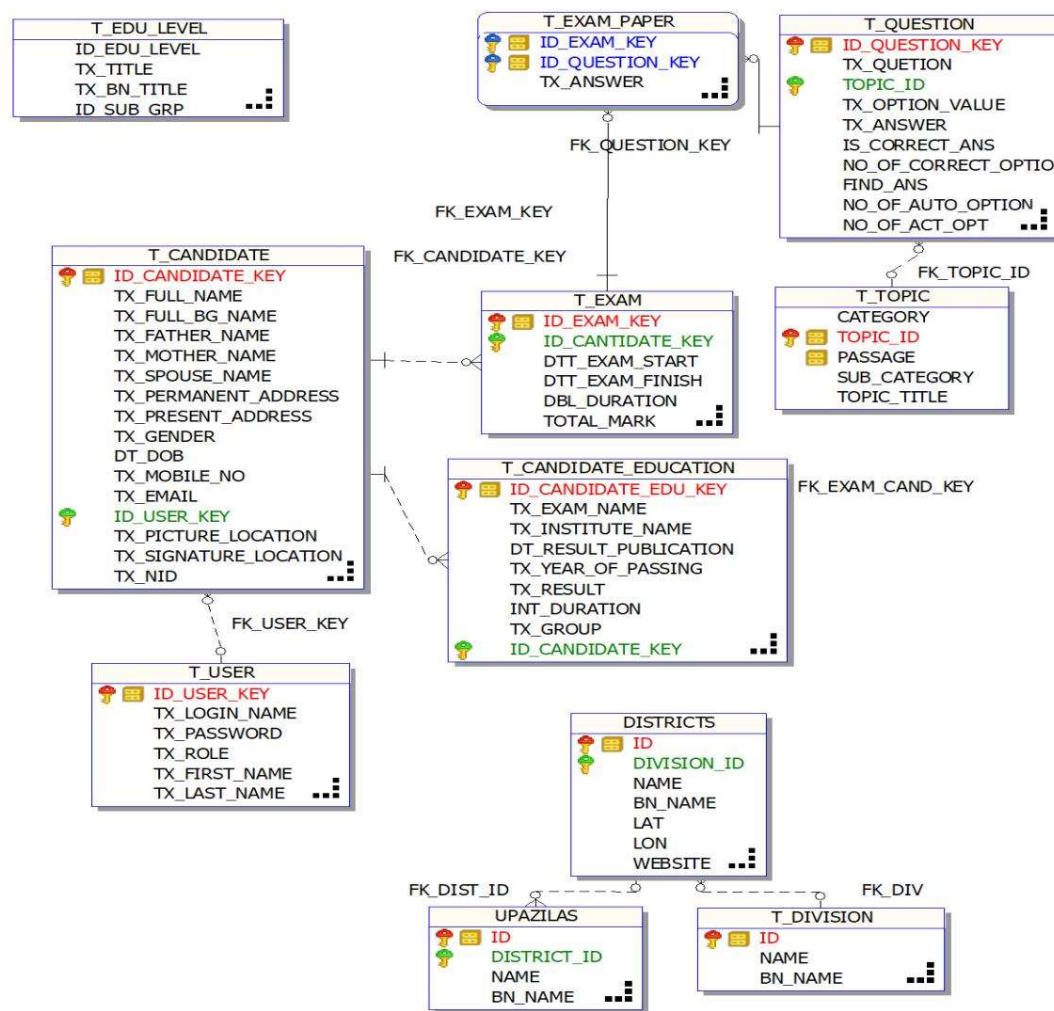 T_EDU_LEVEL
ID_EDU_LEVEL
TX_TITLE
TX_BN_TITLE
ID_SUB_GRP
T_EXAM_PAPER
ID_EXAM_KEY
ID_QUESTION_KEY
TX_ANSWER
T_QUESTION
ID_QUESTION_KEY
TX_QUETION
TOPIC_ID
TX_OPTION_VALUE
TX_ANSWER
IS_CORRECT_ANS
NO_OF_CORRECT_OPTIO
FIND_ANS
NO_OF_AUTO_OPTION
NO_OF_ACT_OPT
FK_QUESTION_KEY
FK_EXAM_KEY
FK_CANDIDATE_KEY
FK_TOPIC_ID
T_CANDIDATE
ID_CANDIDATE_KEY
TX_FULL_NAME
TX_FULL_BG_NAME
TX_FATHER_NAME
TX_MOTHER_NAME
TX_SPOUSE_NAME
TX_PERMANENT_ADDRESS
TX_PRESENT_ADDRESS
TX_GENDER
DT_DOB
TX_MOBILE_NO
TX_EMAIL
ID_USER_KEY
TX_PICTURE_LOCATION
TX_SIGNATURE_LOCATION
TX_NID
T_EXAM
ID_EXAM_KEY
ID_CANTIDATE_KEY
DTT_EXAM_START
DTT_EXAM_FINISH
DBL_DURATION
TOTAL_MARK
T_TOPIC
CATEGORY
TOPIC_ID
PASSAGE
SUB_CATEGORY
TOPIC_TITLE
T_CANDIDATE_EDUCATION
ID_CANDIDATE_EDU_KEY
TX_EXAM_NAME
TX_INSTITUTE_NAME
DT_RESULT_PUBLICATION
TX_YEAR_OF_PASSING
TX_RESULT
INT_DURATION
TX_GROUP
ID_CANDIDATE_KEY
FK_EXAM_CAND_KEY
FK_USER_KEY
T_USER
ID_USER_KEY
TX_LOGIN_NAME
TX_PASSWORD
TX_ROLE
TX_FIRST_NAME
TX_LAST_NAME
DISTRICTS
ID
DIVISION_ID
NAME
BN_NAME
LAT
LON
WEBSITE
FK_DIST_ID
FK_DIV
UPAZILAS
ID
DISTRICT_ID
NAME
BN_NAME
T_DIVISION
ID
NAME
BN_NAME